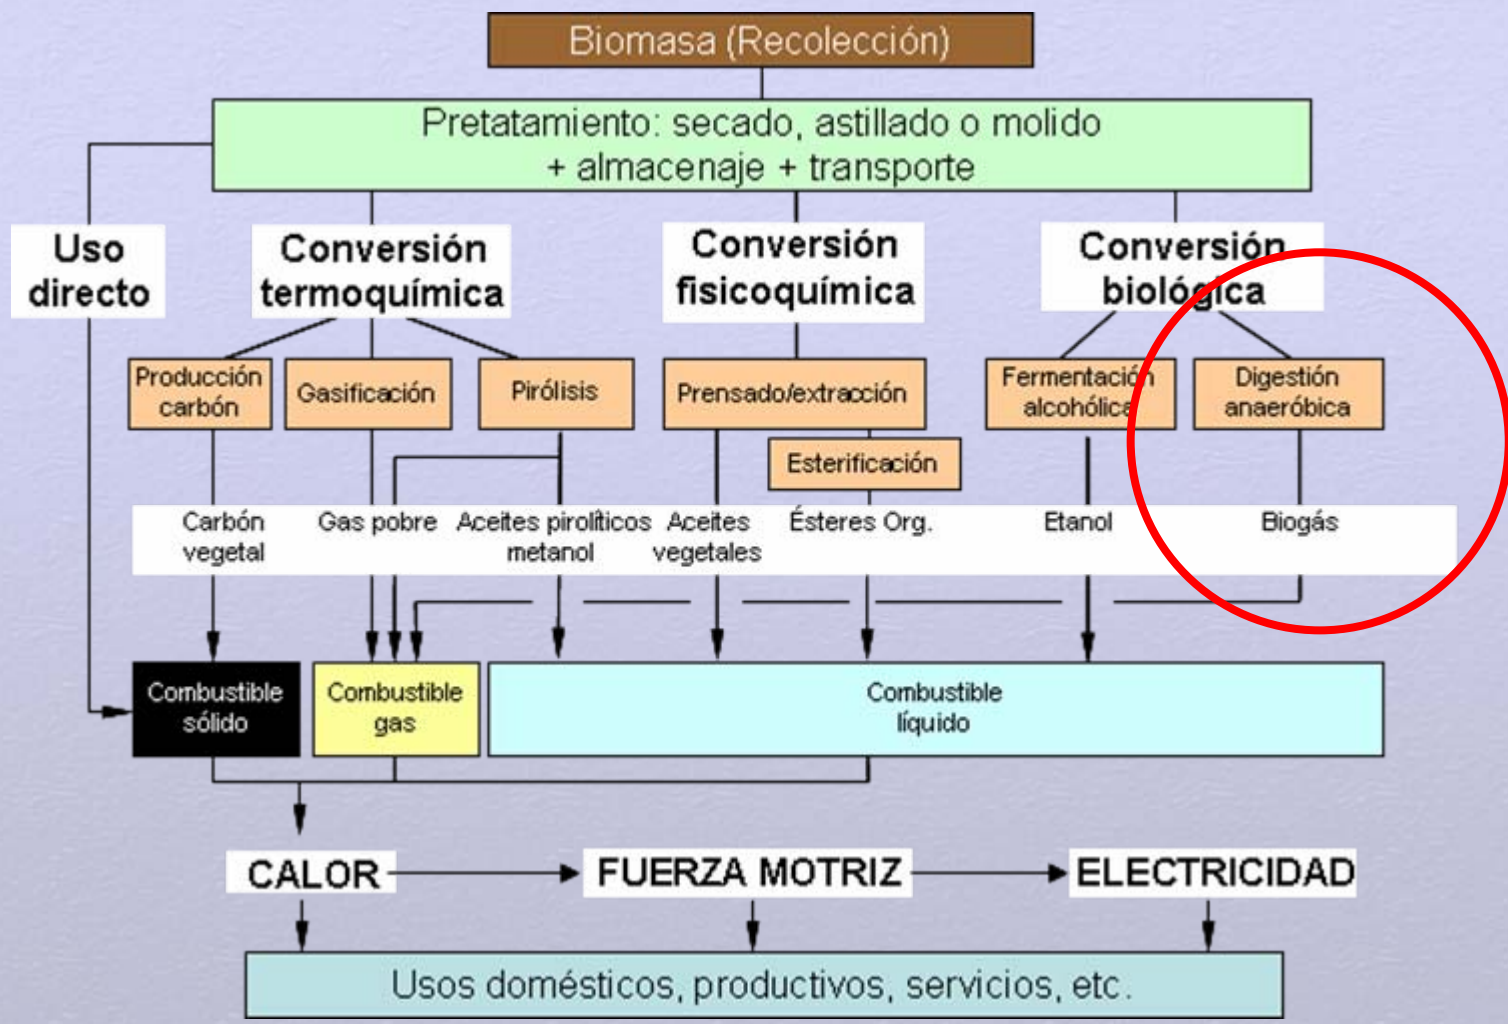 Biomasa (Recolección)
Pretatamiento: secado, astillado o molido
+ almacenaje + transporte
Uso
directo
Conversión
termoquímica
Conversión
fisicoquímica
Conversión
biológica
Producción
carbón
Gasificación
Pirólisis
Prensado/extracción
Fermentación
alcohólica
Digestión
anaeróbica
Esterificación
Carbón
vegetal
Gas pobre
Aceites pirolíticos
metanol
Aceites
vegetales
Ésteres Org.
Etanol
Biogás
Combustible
sólido
Combustible
gas
Combustible
líquido
CALOR
FUERZA MOTRIZ
ELECTRICIDAD
Usos domésticos, productivos, servicios, etc.